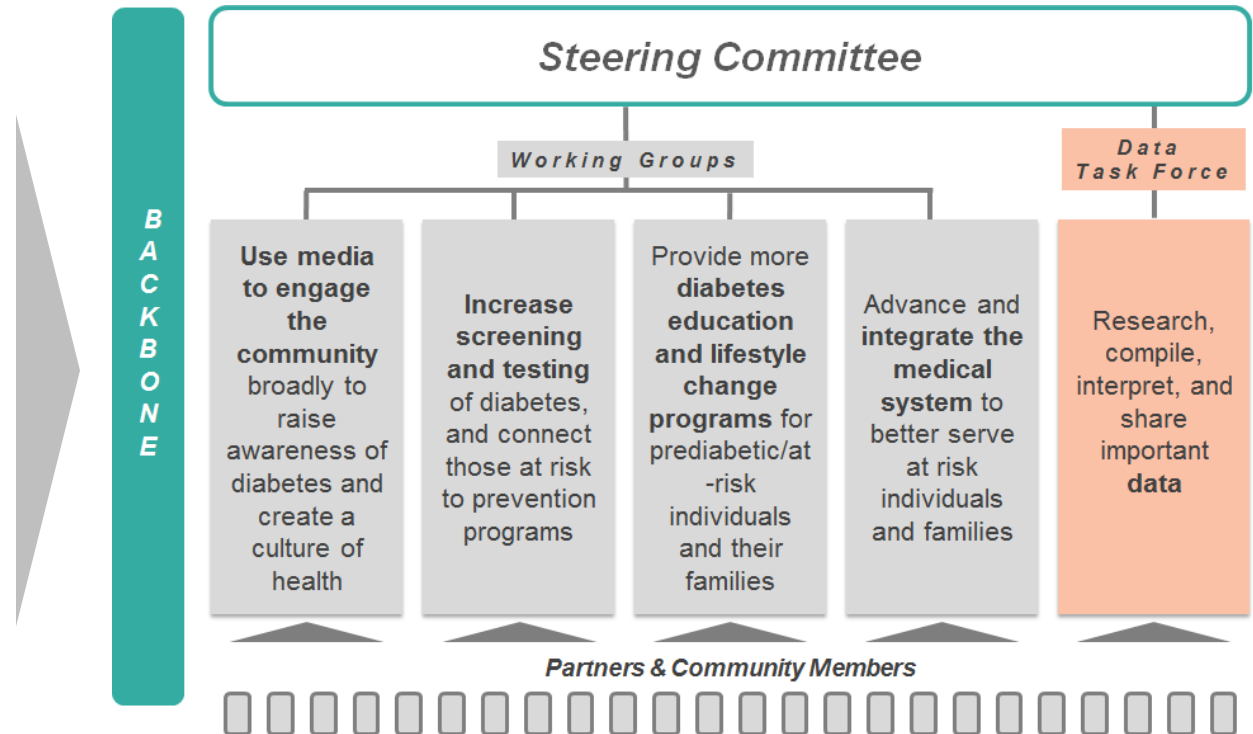 BACKBONE
Steering Committee
Working Groups
Data
Task Force
Use media
to engage
the
community
broadly to
raise
awareness of
diabetes and
create a
culture of
health
Increase
screening
and testing
of diabetes,
and connect
those at risk
to prevention
programs
Provide more
diabetes
education
and lifestyle
change
programs for
prediabetic/at
-risk
individuals
and their
families
Advance and
integrate the
medical
system to
better serve
at risk
individuals
and families
Research,
compile,
interpret, and
share
important
data
Partners & Community Members